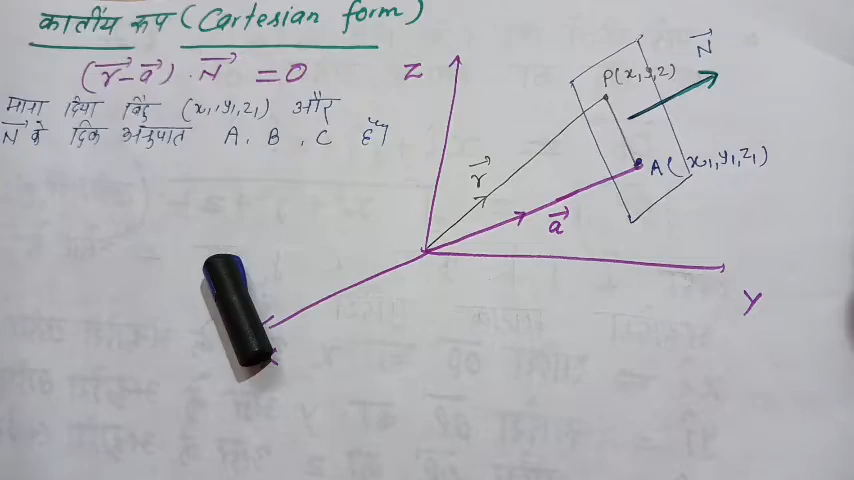 कार्तीय रूप (Cartesian form)
(r⃗-a⃗).N⃗ =0
माना दिया बिंदु (x₁,y₁,z₁) और
N⃗ के दिक अनुपात A, B, C हैं।
Z
N⃗
P(x,y,z)
r⃗
A(x₁,y₁,z₁)
a⃗
Y